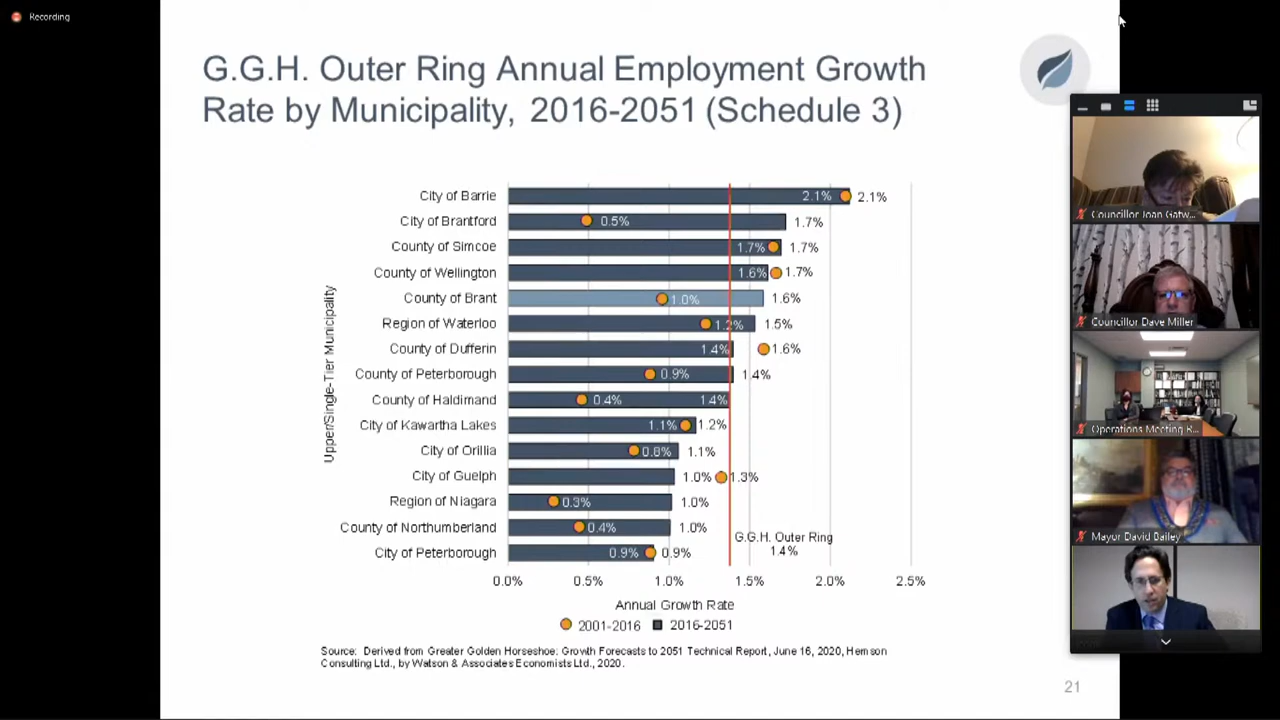 Recording
G.G.H. Outer Ring Annual Employment Growth
Rate by Municipality, 2016-2051 (Schedule 3)
Upper/Single-Tier Municipality
City of Barrie 2.1% 2.1%
City of Brantford 0.5% 1.7%
County of Simcoe 1.7% 1.7%
County of Wellington 1.6% 1.7%
County of Brant 1.0% 1.6%
Region of Waterloo 1.2% 1.5%
County of Dufferin 1.4% 1.6%
County of Peterborough 0.9% 1.4%
County of Haldimand 0.4% 1.4%
City of Kawartha Lakes 1.1% 1.2%
City of Orillia 0.8% 1.1%
City of Guelph 1.0% 1.3%
Region of Niagara 0.3% 1.0%
County of Northumberland 0.4% 1.0%
City of Peterborough 0.9% 0.9%
G.G.H. Outer Ring
1.4%
0.0% 0.5% 1.0% 1.5% 2.0% 2.5%
Annual Growth Rate
2001-2016 2016-2051
Source: Derived from Greater Golden Horseshoe: Growth Forecasts to 2051 Technical Report, June 16, 2020, Hemson
Consulting Ltd., by Watson & Associates Economists Ltd., 2020.
21
Councillor Joan Gatw...
Councillor Dave Miller
Operations Meeting R...
Mayor David Bailey